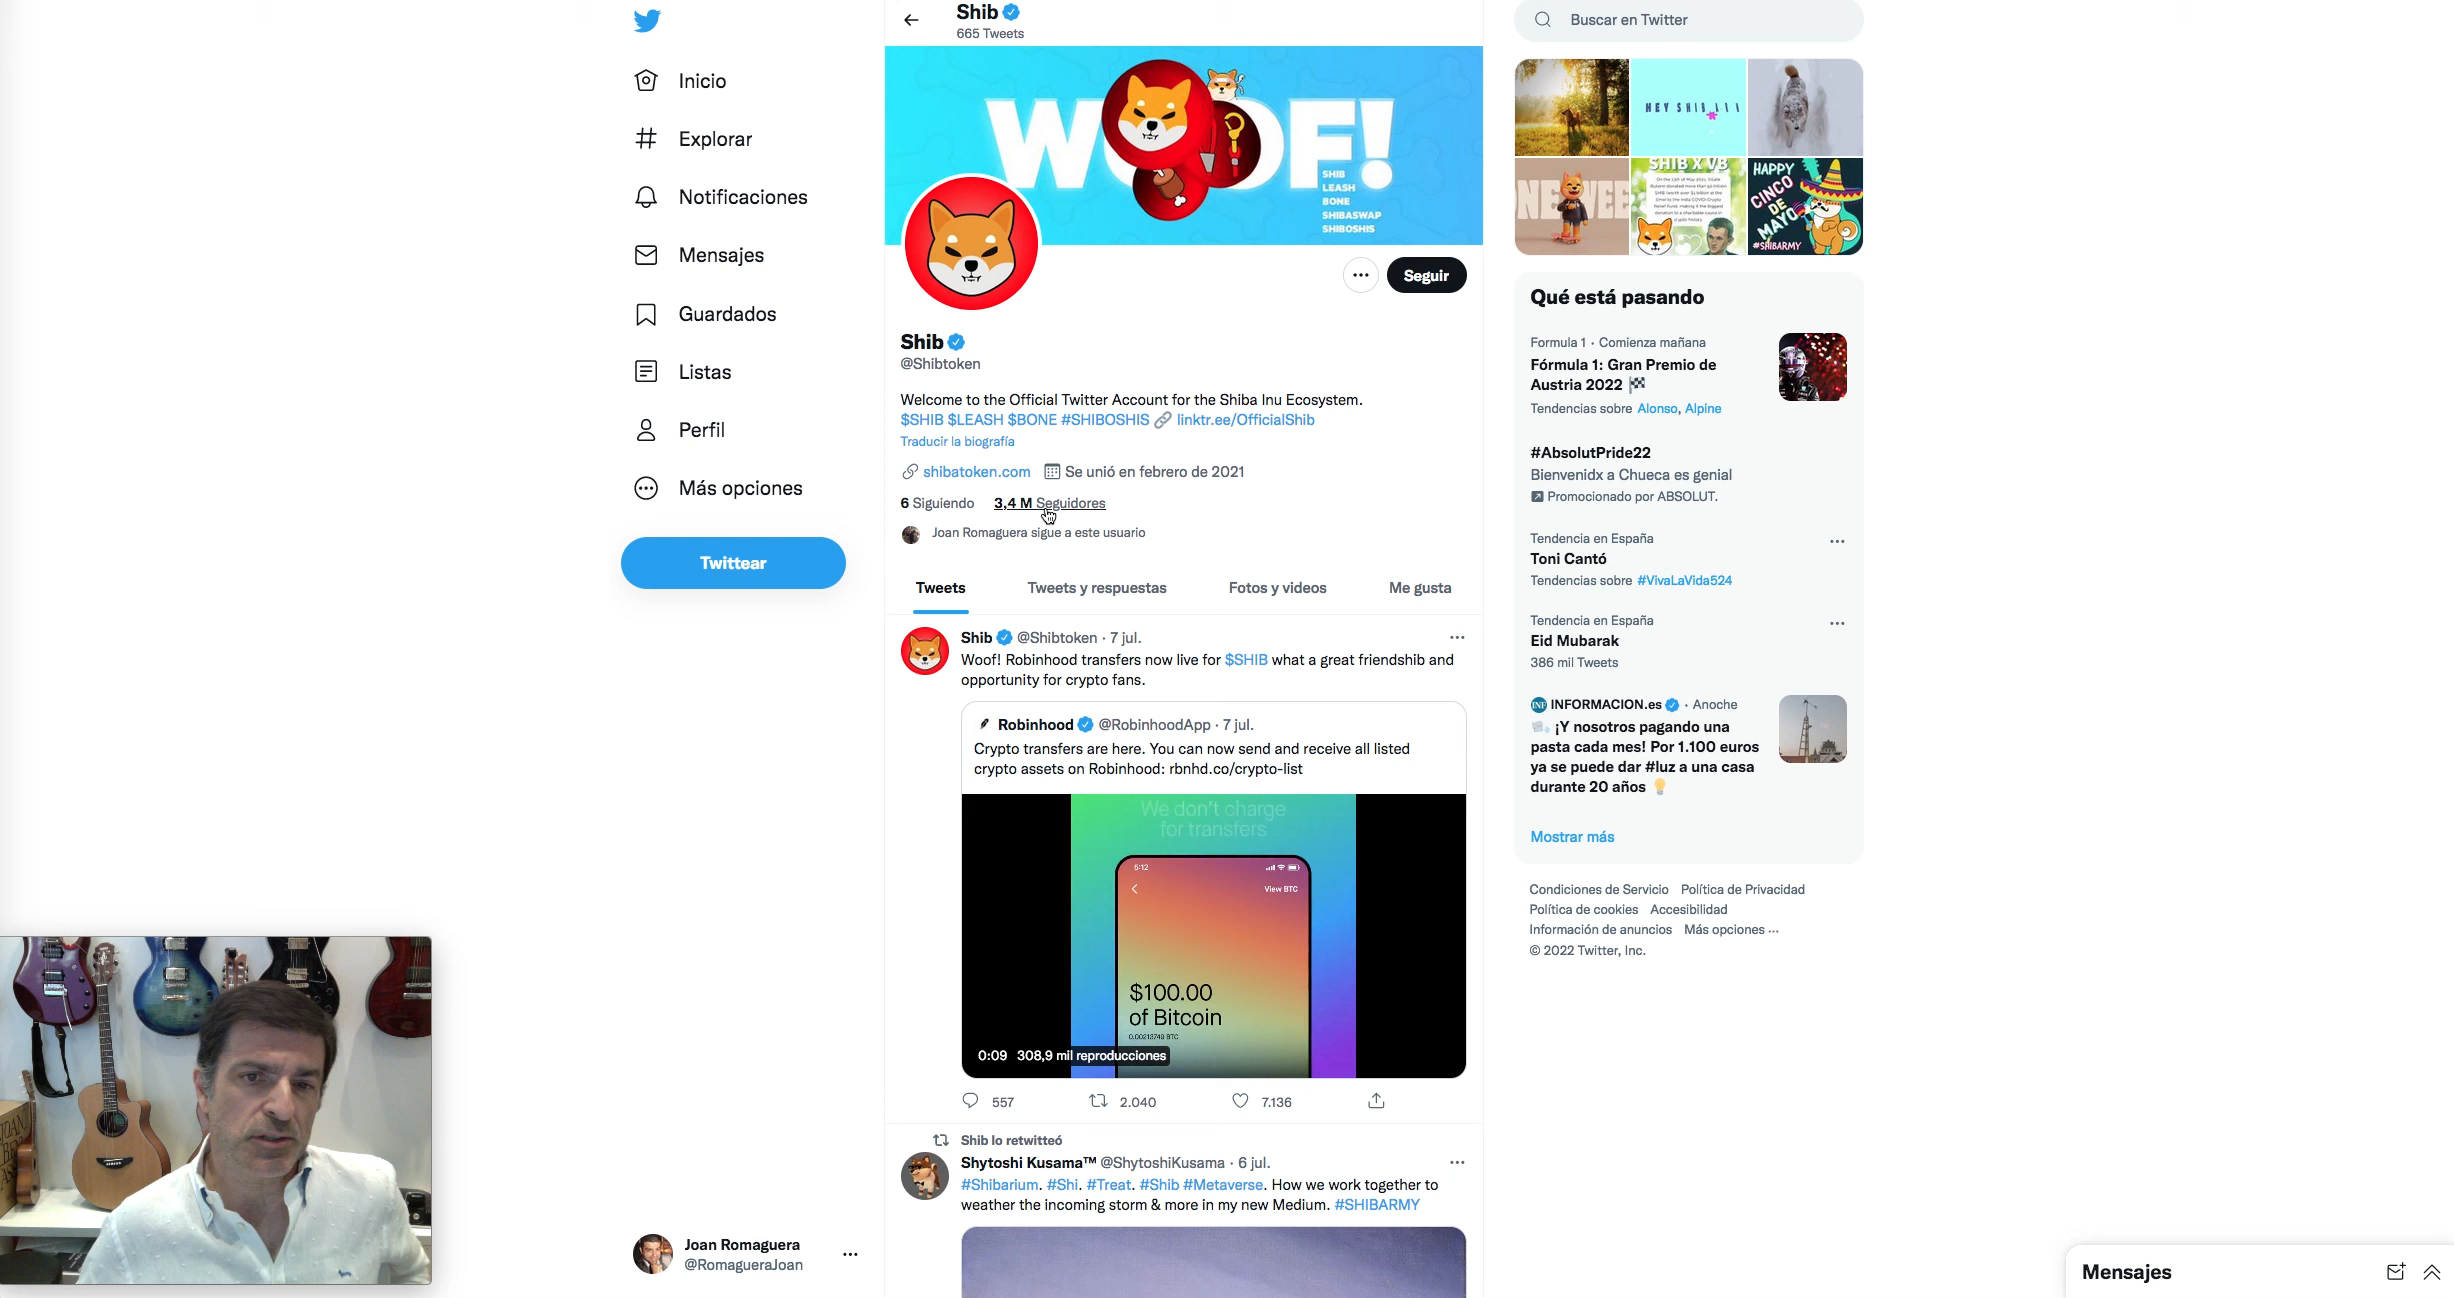 Inicio
Explorar
Notificaciones
Mensajes
Guardados
Listas
Perfil
Más opciones
Twittear
Joan Romaguera
@RomagueraJoan
Shib
665 Tweets
WOOF!
SHIB
LEASH
BONE
SHIBASWAP
SHIBOSHIS
Seguir
Shib
@Shibtoken
Welcome to the Official Twitter Account for the Shiba Inu Ecosystem.
$SHIB $LEASH $BONE #SHIBOSHIS linktr.ee/OfficialShib
Traducir la biografía
shibatoken.com Se unió en febrero de 2021
6 Siguiendo 3,4 M Seguidores
Joan Romaguera sigue a este usuario
Tweets Tweets y respuestas Fotos y videos Me gusta
Shib @Shibtoken · 7 jul.
Woof! Robinhood transfers now live for $SHIB what a great friendshib and
opportunity for crypto fans.
Robinhood @RobinhoodApp · 7 jul.
Crypto transfers are here. You can now send and receive all listed
crypto assets on Robinhood: rbnhd.co/crypto-list
We don't charge
for transfers
5:12
View BTC
$100.00
of Bitcoin
0.00213749 BTC
0:09 308,9 mil reproducciones
557 2.040 7.136
Shib lo retwitteó
Shytoshi Kusama™ @ShytoshiKusama · 6 jul.
#Shibarium. #Shi. #Treat. #Shib #Metaverse. How we work together to
weather the incoming storm & more in my new Medium. #SHIBARMY
Buscar en Twitter
HEY SHIB
SHIB X VB
HAPPY
CINCO
DE
MAYO
#SHIBARMY
Qué está pasando
Formula 1 · Comienza mañana
Fórmula 1: Gran Premio de
Austria 2022
Tendencias sobre Alonso, Alpine
#AbsolutPride22
Bienvenidx a Chueca es genial
Promocionado por ABSOLUT.
Tendencia en España
Toni Cantó
Tendencias sobre #VivaLaVida524
Tendencia en España
Eid Mubarak
386 mil Tweets
INF INFORMACION.es · Anoche
¡Y nosotros pagando una
pasta cada mes! Por 1.100 euros
ya se puede dar #luz a una casa
durante 20 años
Mostrar más
Condiciones de Servicio Política de Privacidad
Política de cookies Accesibilidad
Información de anuncios Más opciones ···
© 2022 Twitter, Inc.
Mensajes